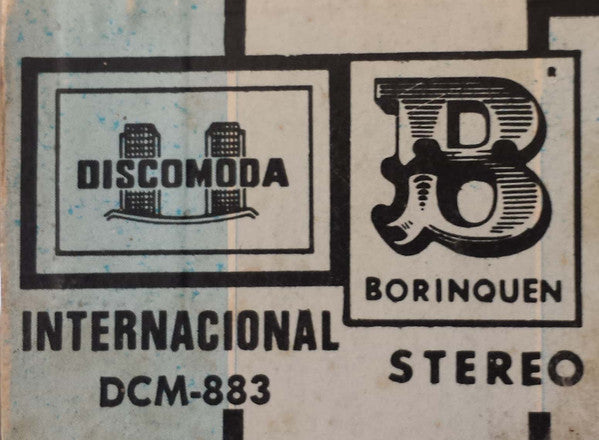 DISCOMODA
INTERNACIONAL
DCM-883
B
®
BORINQUEN
STEREO